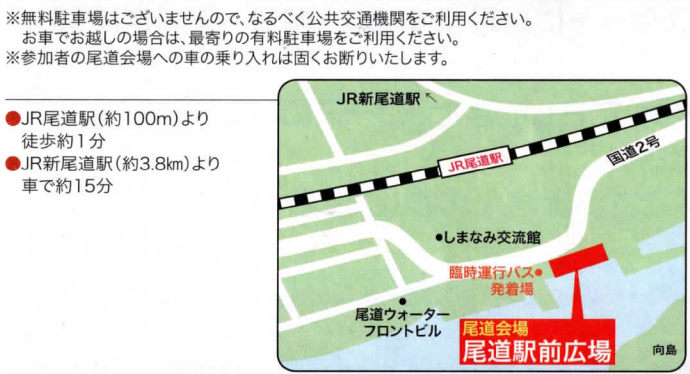 ※無料駐車場はございませんので、なるべく公共交通機関をご利用ください。
お車でお越しの場合は、最寄りの有料駐車場をご利用ください。
※参加者の尾道会場への車の乗り入れは固くお断りいたします。
●JR尾道駅(約100m)より
徒歩約1分
●JR新尾道駅(約3.8㎞)より
車で約15分
JR新尾道駅↖
JR尾道駅
国道2号
●しまなみ交流館
臨時運行バス●
発着場
尾道ウォーター
フロントビル
尾道会場
尾道駅前広場
向島